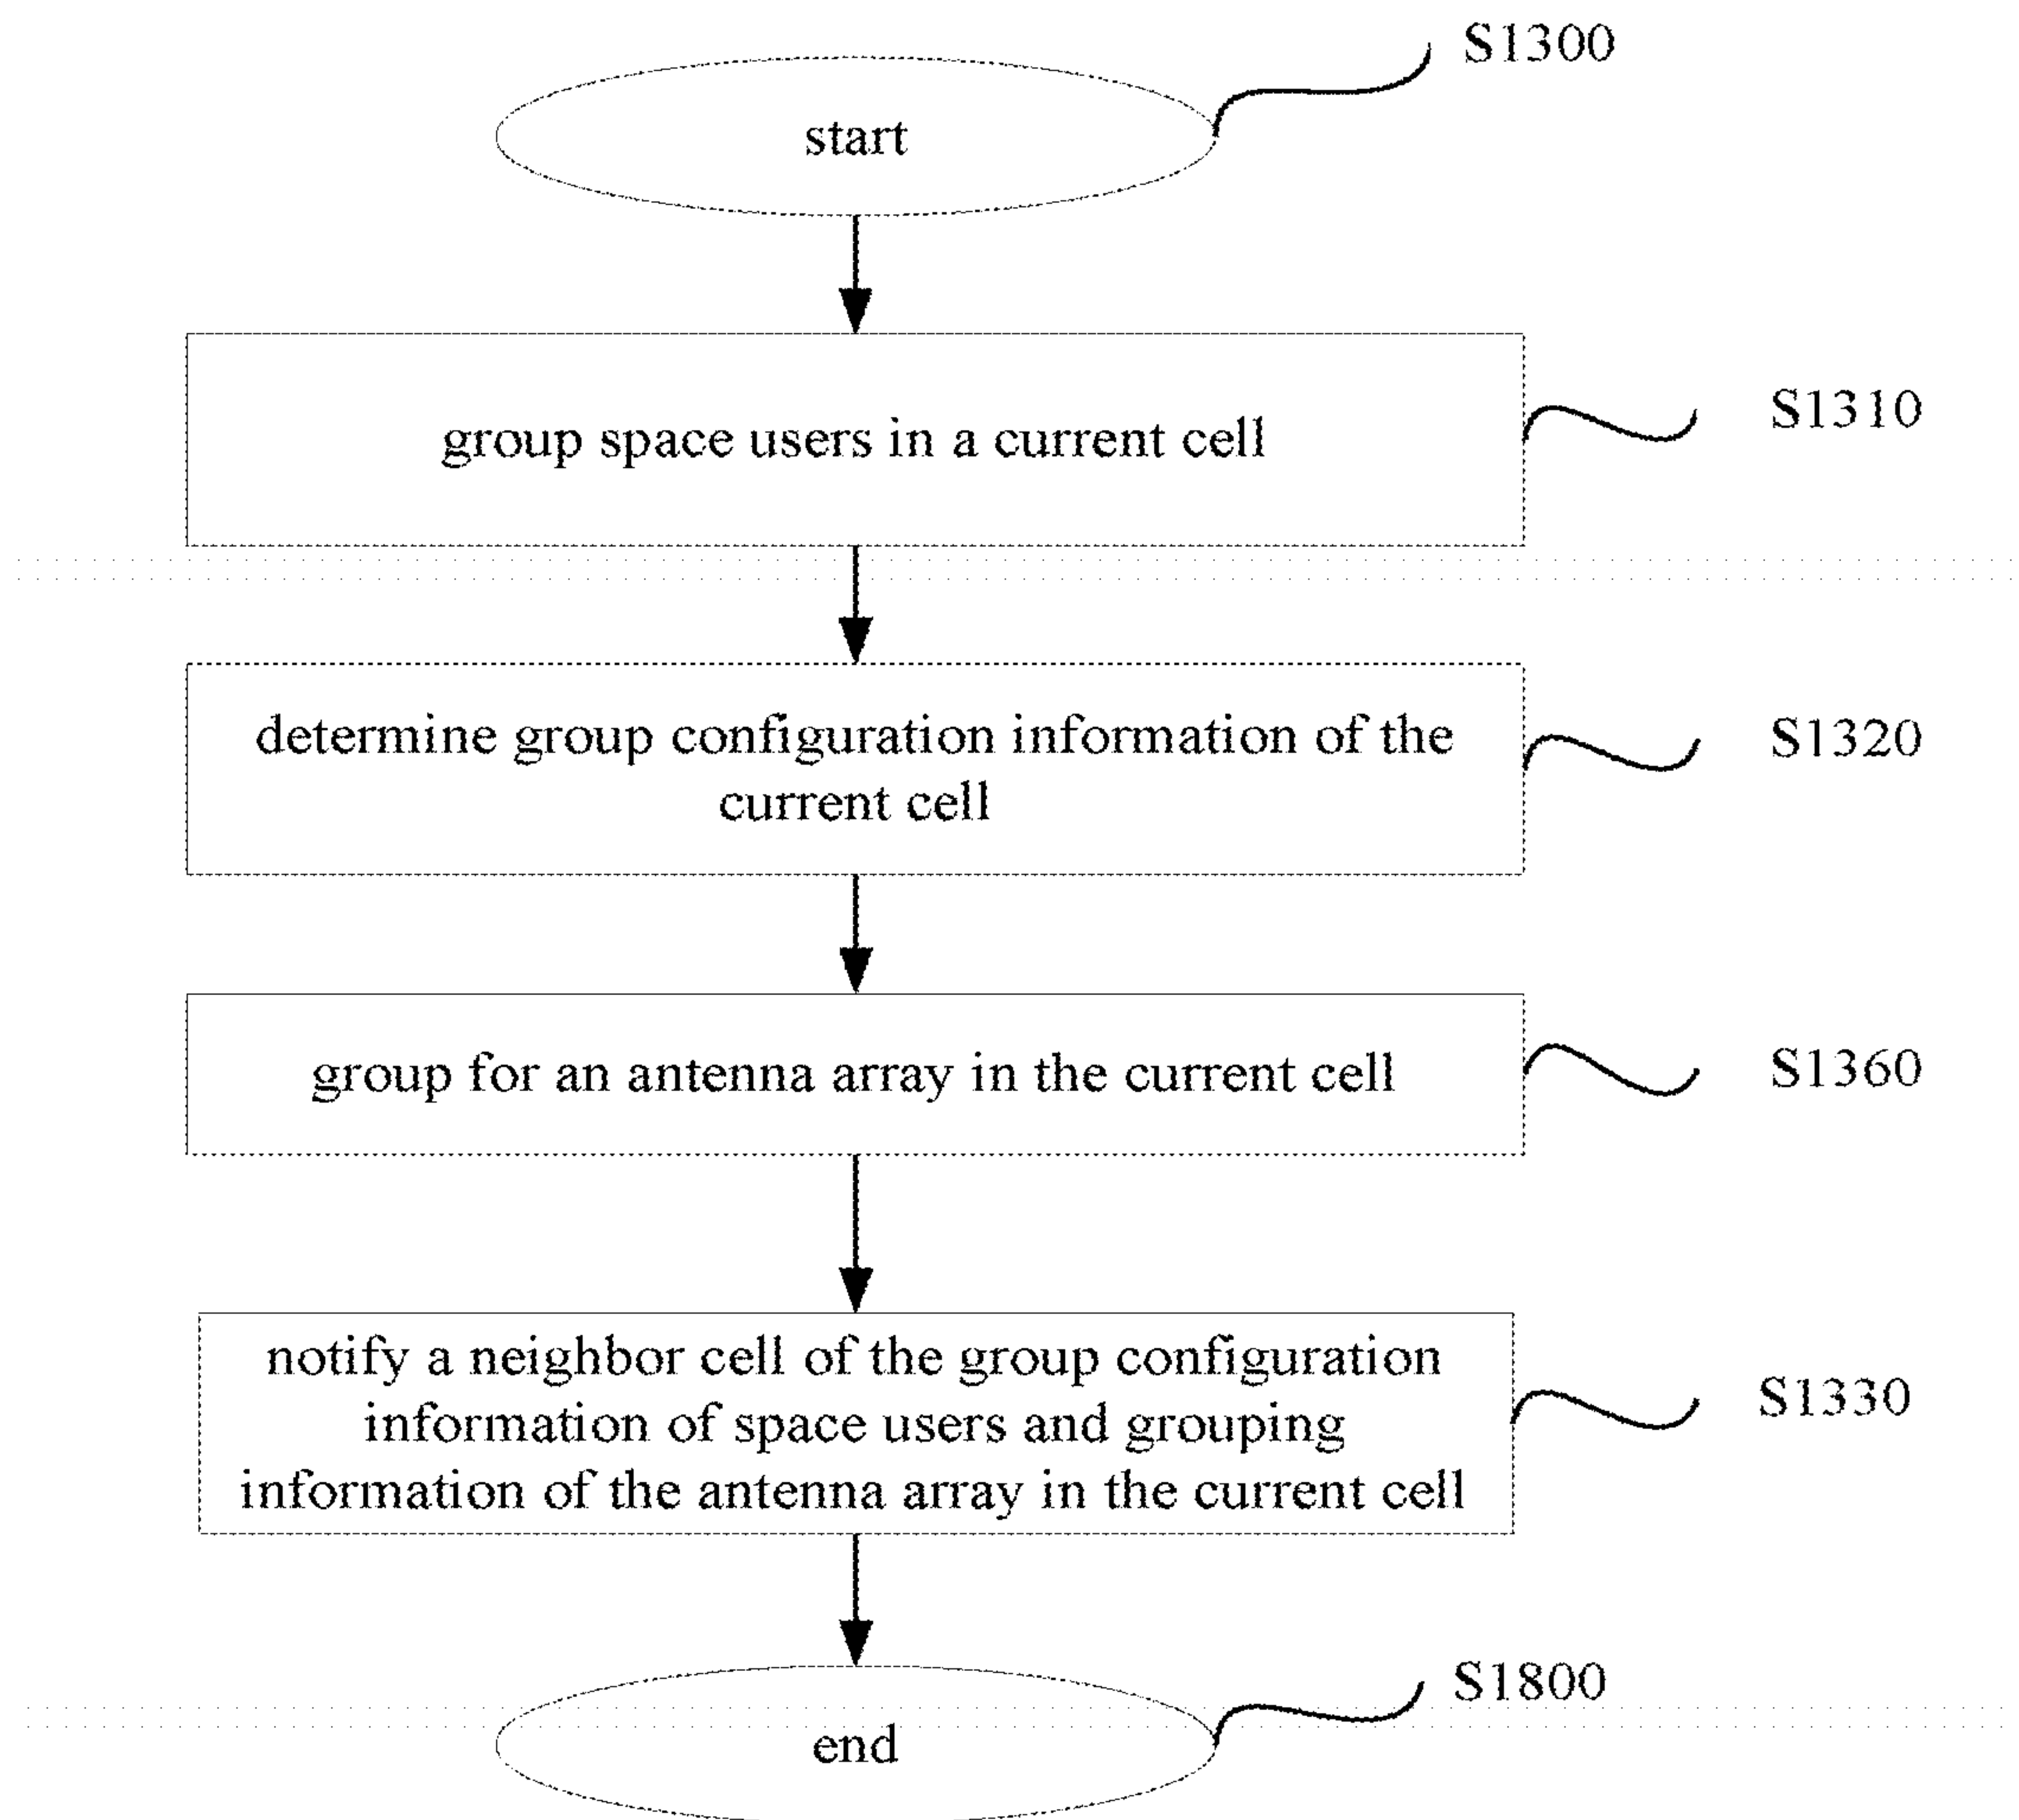 S1300
start
group space users in a current cell
S1310
determine group configuration information of the
current cell
S1320
group for an antenna array in the current cell
S1360
notify a neighbor cell of the group configuration
information of space users and grouping
information of the antenna array in the current cell
S1330
S1800
end